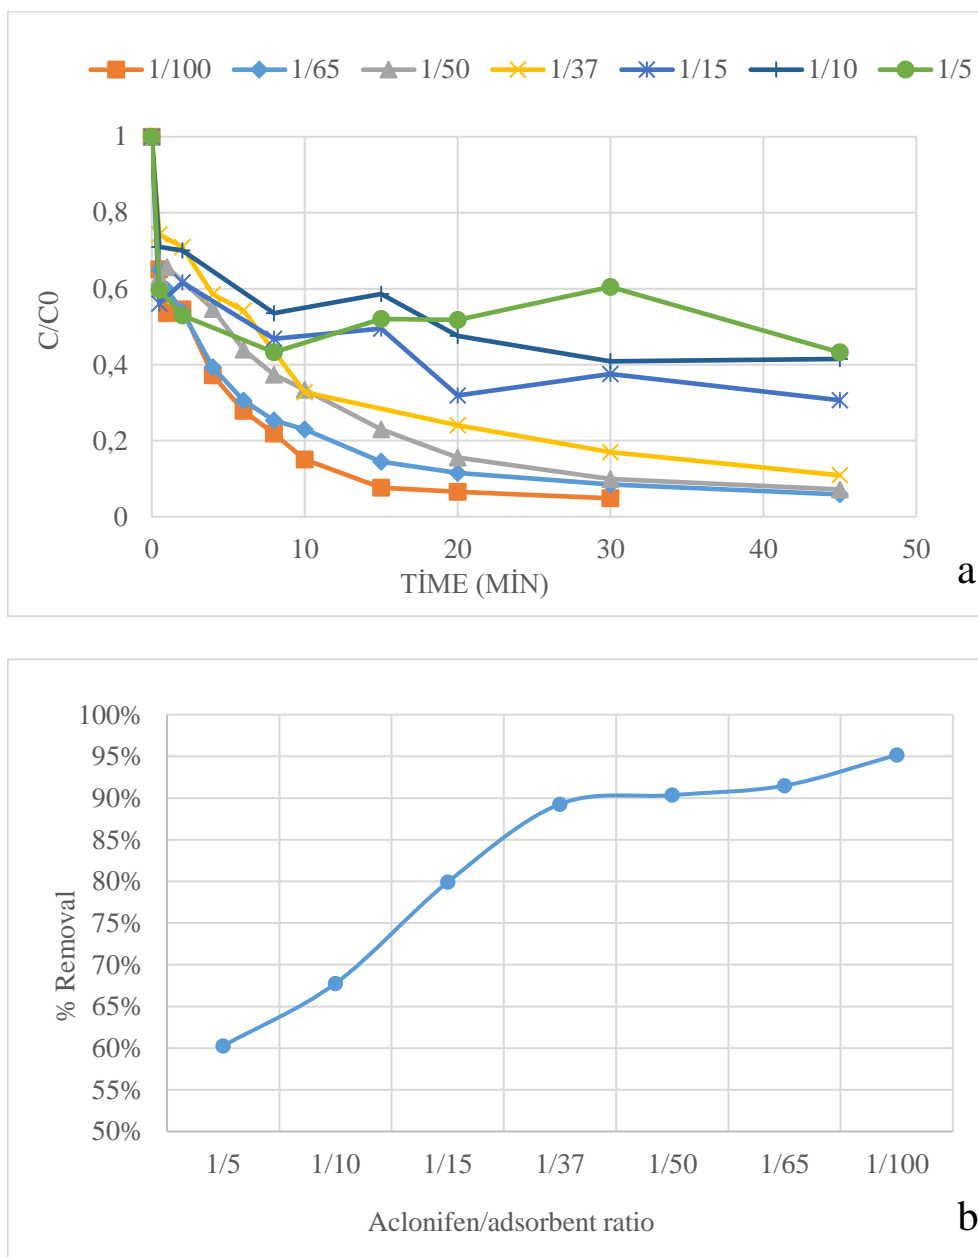 1/100 1/65 1/50 1/37 1/15 1/10 1/5
1
0,8
0,6
0,4
0,2
0
C/C0
0 10 20 30 40 50
TİME (MİN)
a
100%
95%
90%
85%
80%
75%
70%
65%
60%
55%
50%
% Removal
1/5 1/10 1/15 1/37 1/50 1/65 1/100
Aclonifen/adsorbent ratio
b